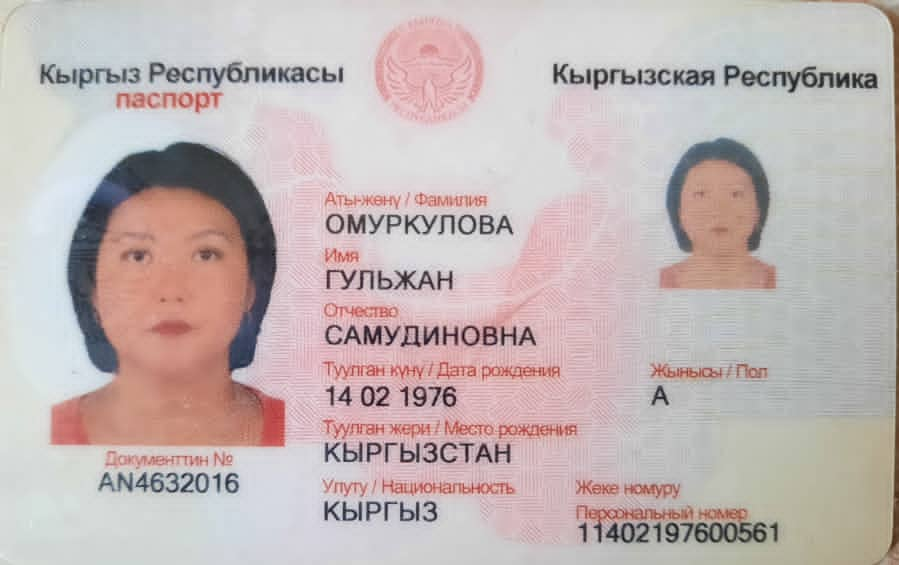 Кыргыз Республикасы
паспорт
Кыргызская Республика
Аты-жөнү / Фамилия
ОМУРКУЛОВА
Имя
ГУЛЬЖАН
Отчество
САМУДИНОВНА
Туулган күнү / Дата рождения
14 02 1976
Жынысы / Пол
А
Туулган жери / Место рождения
КЫРГЫЗСТАН
Документтин №
AN4632016
Улуту / Национальность
КЫРГЫЗ
Жеке номуру
Персональный номер
11402197600561